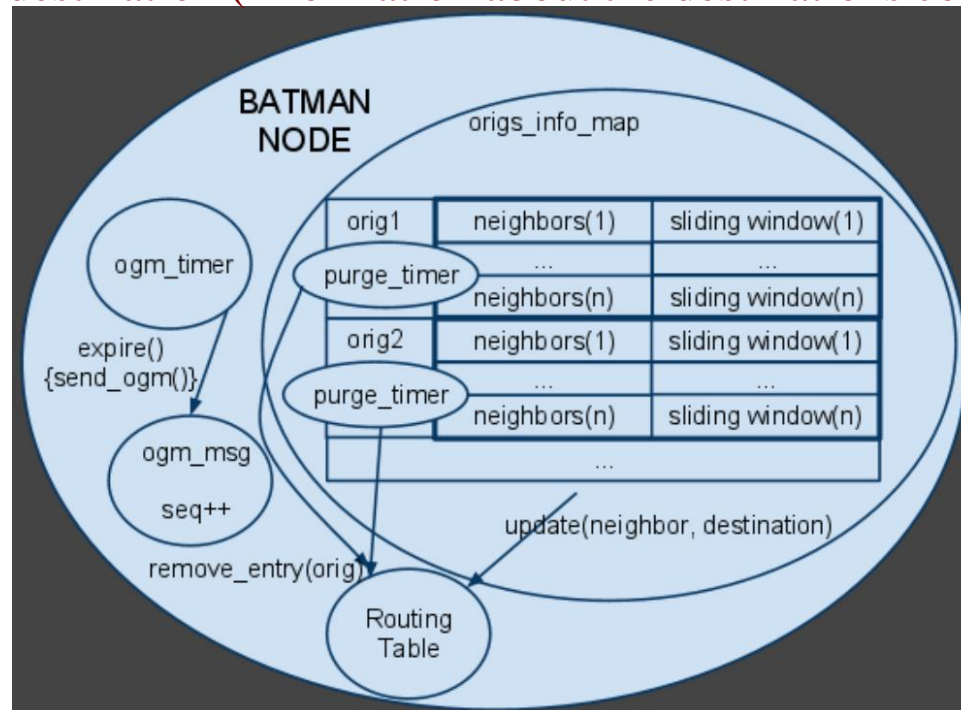 BATMAN
NODE
origs_info_map
ogm_timer
expire()
{send_ogm()}
ogm_msg
seq++
orig1 neighbors(1) sliding window(1)
purge_timer ... ...
neighbors(n) sliding window(n)
orig2 neighbors(1) sliding window(1)
purge_timer ... ...
neighbors(n) sliding window(n)
...
update(neighbor, destination)
remove_entry(orig)
Routing
Table